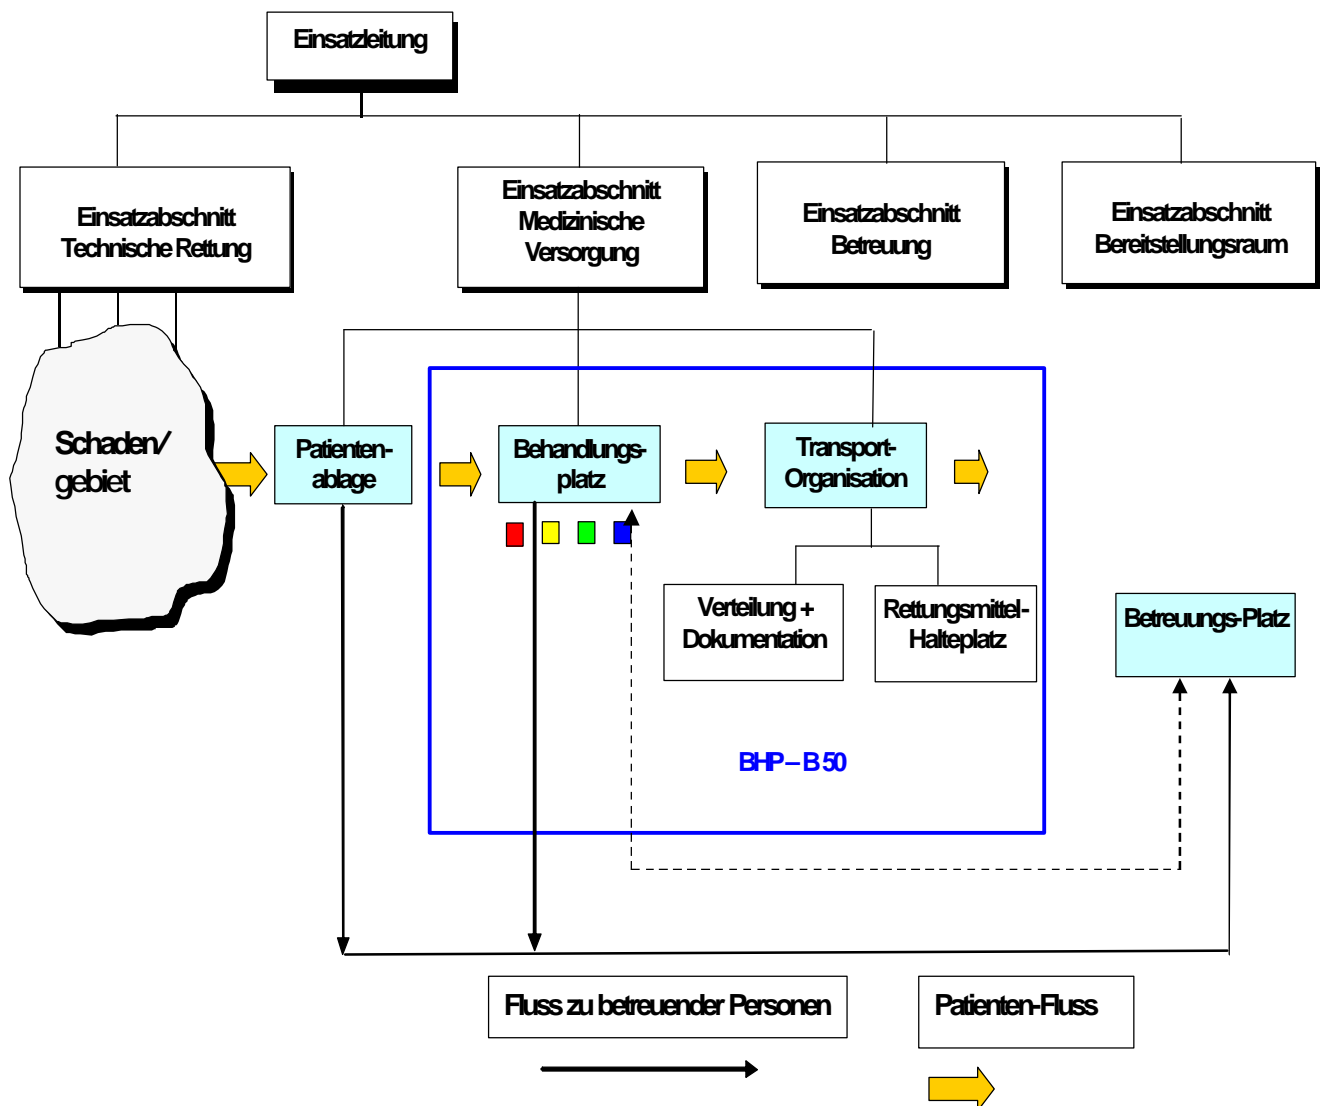 Einsatzleitung
Einsatzabschnitt
Technische Rettung
Einsatzabschnitt
Medizinische
Versorgung
Einsatzabschnitt
Betreuung
Einsatzabschnitt
Bereitstellungsraum
Schaden/
gebiet
Patienten-
ablage
Behandlungs-
platz
Transport-
Organisation
Verteilung +
Dokumentation
Rettungsmittel-
Halteplatz
Betreuungs-Platz
BHP – B 50
Fluss zu betreuender Personen
Patienten-Fluss